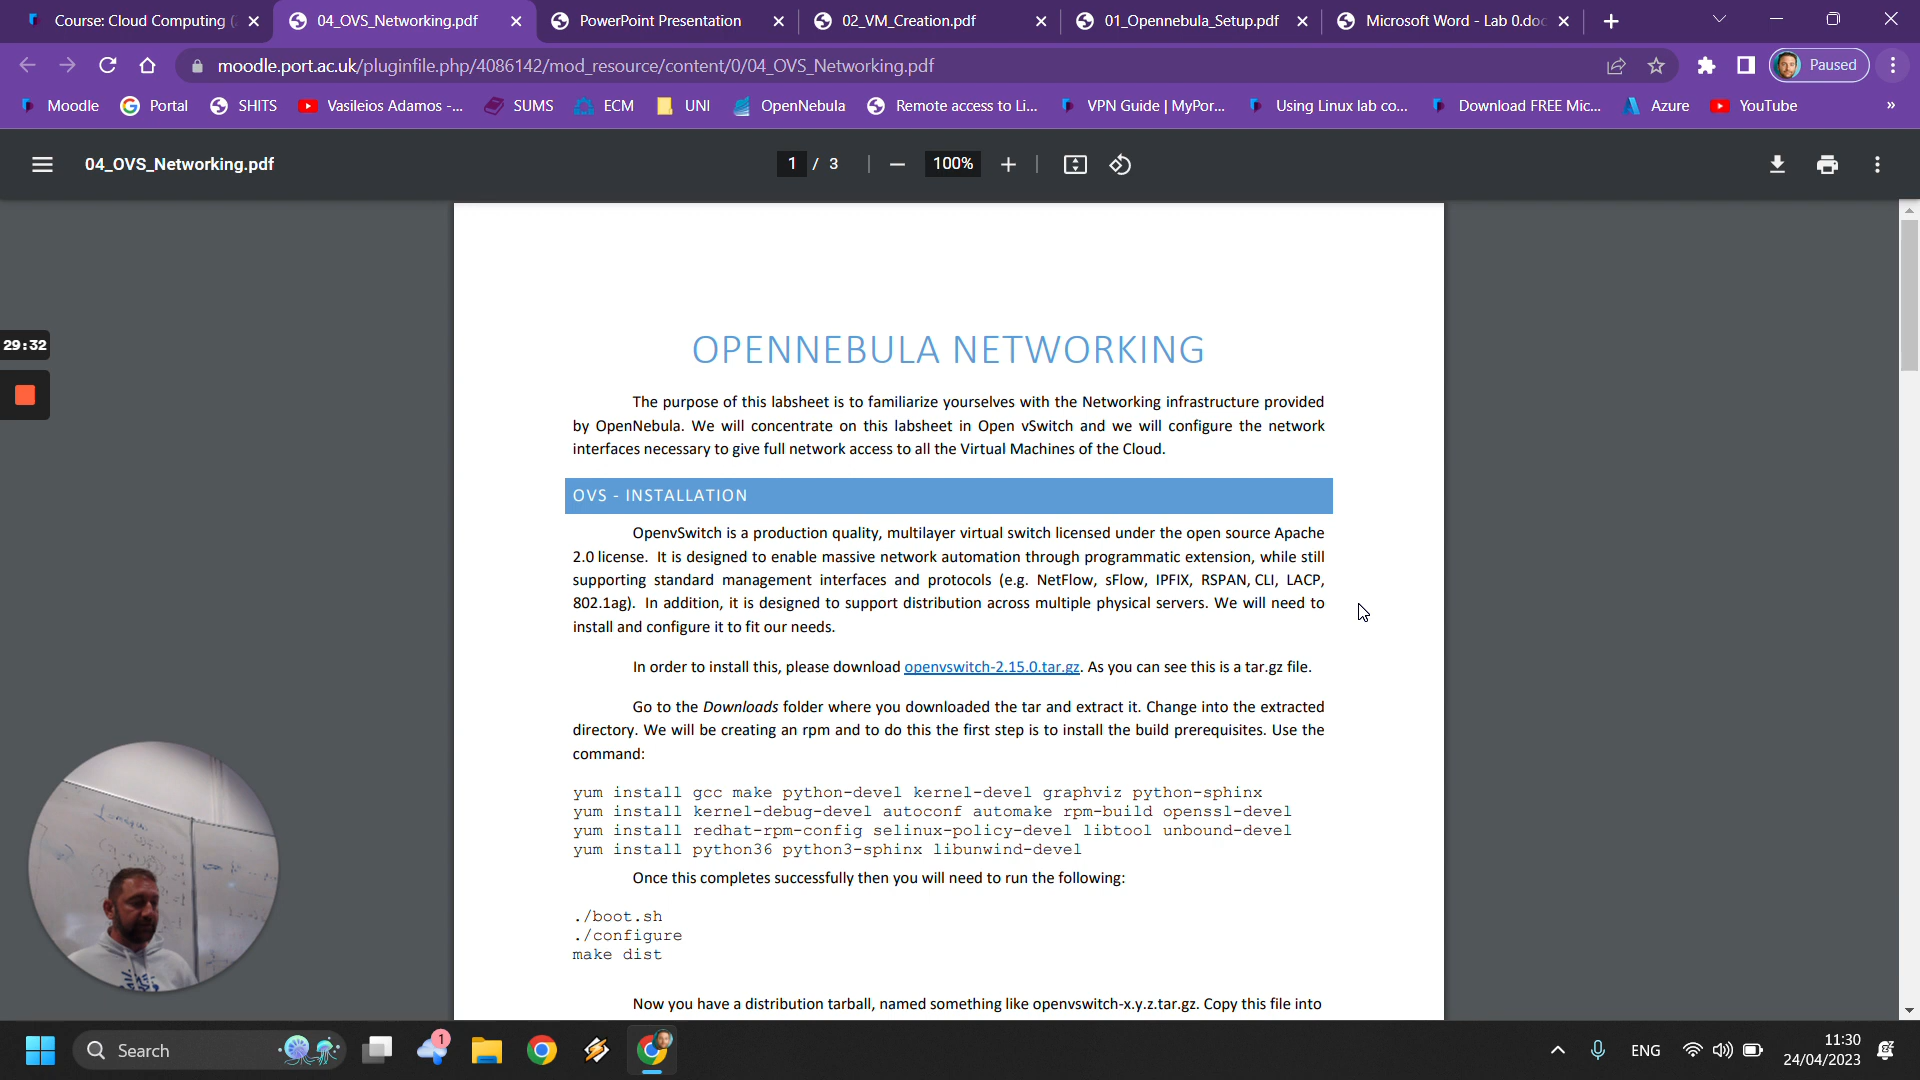 Course: Cloud Computing (
04_OVS_Networking.pdf
PowerPoint Presentation
02_VM_Creation.pdf
01_Opennebula_Setup.pdf
Microsoft Word - Lab 0.doc
moodle.port.ac.uk/pluginfile.php/4086142/mod_resource/content/0/04_OVS_Networking.pdf
Paused
Moodle
Portal
SHITS
Vasileios Adamos -...
SUMS
ECM
UNI
OpenNebula
Remote access to Li...
VPN Guide | MyPor...
Using Linux lab co...
Download FREE Mic...
Azure
YouTube
»
04_OVS_Networking.pdf
1 / 3
100%
29:32
OPENNEBULA NETWORKING
The purpose of this labsheet is to familiarize yourselves with the Networking infrastructure provided
by OpenNebula. We will concentrate on this labsheet in Open vSwitch and we will configure the network
interfaces necessary to give full network access to all the Virtual Machines of the Cloud.
OVS - INSTALLATION
OpenvSwitch is a production quality, multilayer virtual switch licensed under the open source Apache
2.0 license. It is designed to enable massive network automation through programmatic extension, while still
supporting standard management interfaces and protocols (e.g. NetFlow, sFlow, IPFIX, RSPAN, CLI, LACP,
802.1ag). In addition, it is designed to support distribution across multiple physical servers. We will need to
install and configure it to fit our needs.
In order to install this, please download openvswitch-2.15.0.tar.gz. As you can see this is a tar.gz file.
Go to the Downloads folder where you downloaded the tar and extract it. Change into the extracted
directory. We will be creating an rpm and to do this the first step is to install the build prerequisites. Use the
command:
yum install gcc make python-devel kernel-devel graphviz python-sphinx
yum install kernel-debug-devel autoconf automake rpm-build openssl-devel
yum install redhat-rpm-config selinux-policy-devel libtool unbound-devel
yum install python36 python3-sphinx libunwind-devel
Once this completes successfully then you will need to run the following:
./boot.sh
./configure
make dist
Now you have a distribution tarball, named something like openvswitch-x.y.z.tar.gz. Copy this file into
Search
1
ENG
11:30
24/04/2023